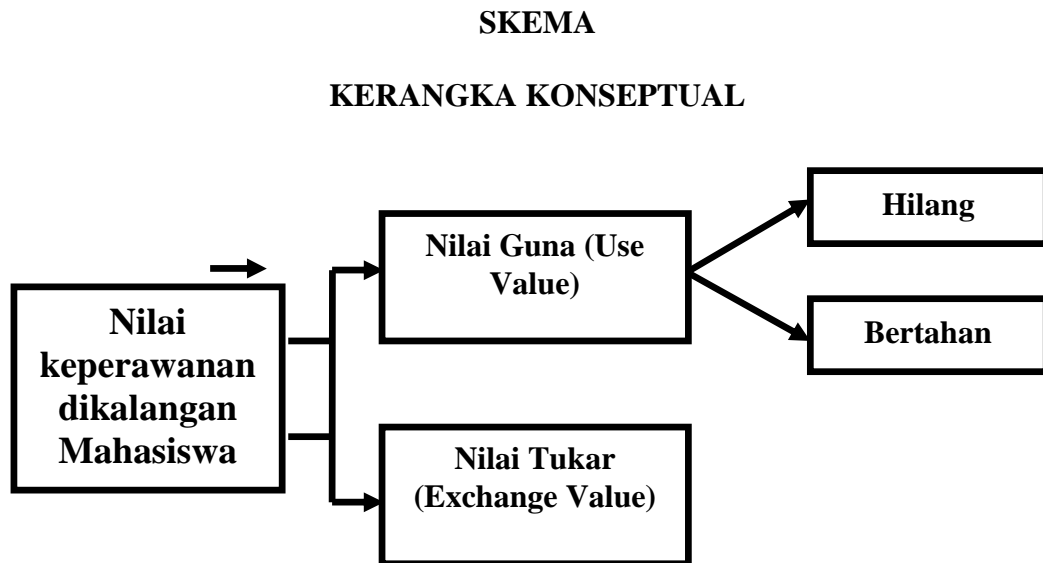 SKEMA
KERANGKA KONSEPTUAL
Nilai
keperawanan
dikalangan
Mahasiswa
Nilai Guna (Use
Value)
Nilai Tukar
(Exchange Value)
Hilang
Bertahan